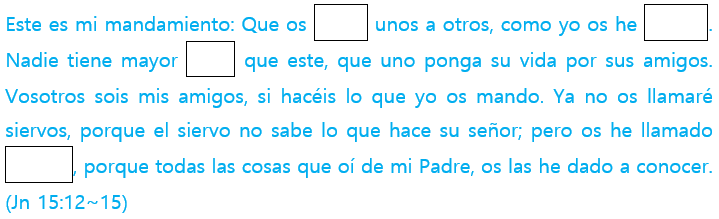 Este es mi mandamiento: Que os unos a otros, como yo os he .
Nadie tiene mayor que este, que uno ponga su vida por sus amigos.
Vosotros sois mis amigos, si hacéis lo que yo os mando. Ya no os llamaré
siervos, porque el siervo no sabe lo que hace su señor; pero os he llamado
, porque todas las cosas que oí de mi Padre, os las he dado a conocer.
(Jn 15:12~15)